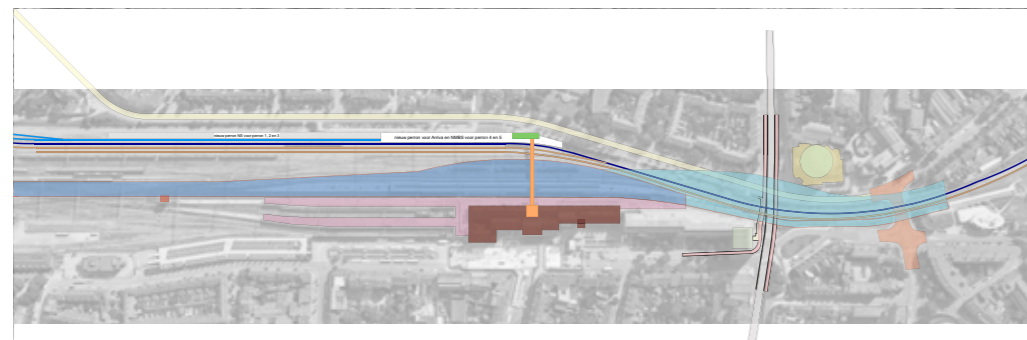 nieuw perron NS voor perron 1, 2 en 3
nieuw perron voor Arriva en NMBS voor perron 4 en 5